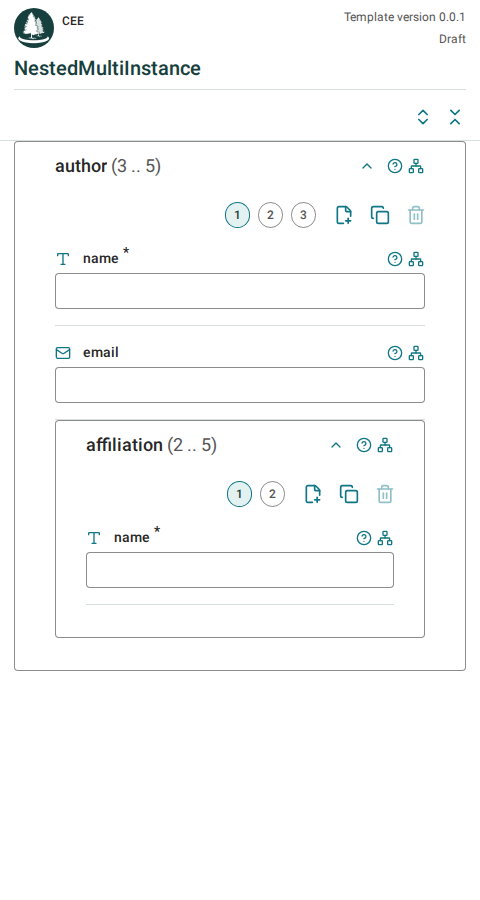 CEE
Template version 0.0.1
Draft
NestedMultiInstance
author (3 .. 5)
1 2 3
name *
email
affiliation (2 .. 5)
1 2
name *